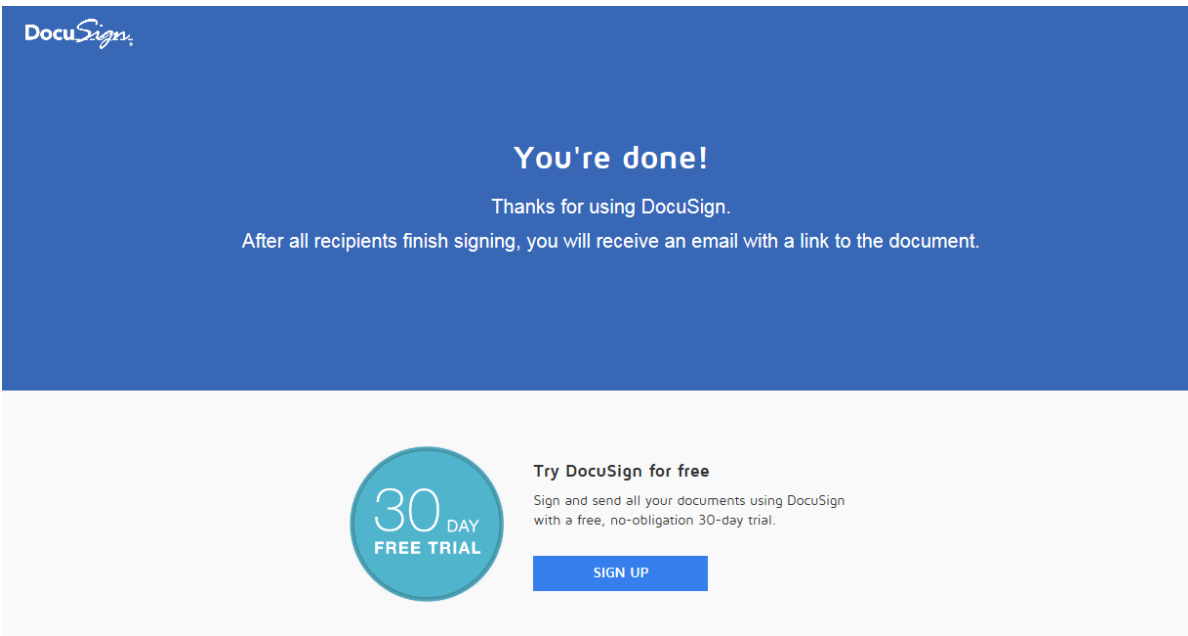 DocuSign
You're done!
Thanks for using DocuSign.
After all recipients finish signing, you will receive an email with a link to the document.
30 DAY
FREE TRIAL
Try DocuSign for free
Sign and send all your documents using DocuSign
with a free, no-obligation 30-day trial.
SIGN UP